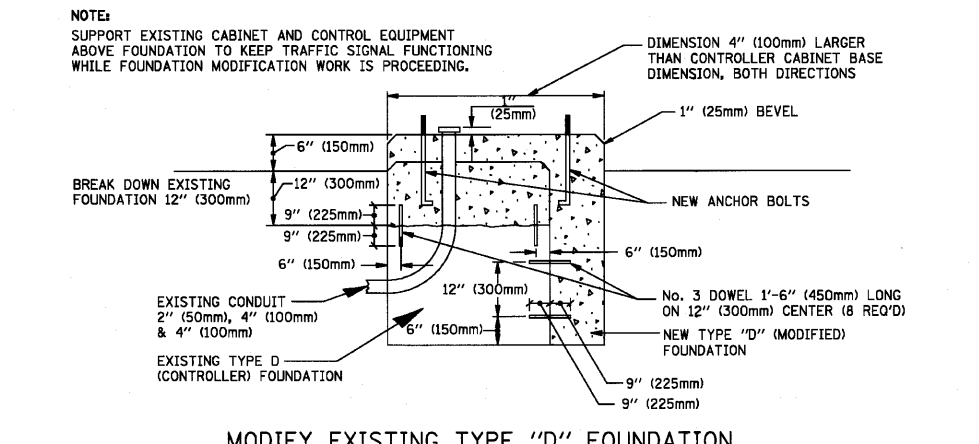 NOTE:
SUPPORT EXISTING CABINET AND CONTROL EQUIPMENT
ABOVE FOUNDATION TO KEEP TRAFFIC SIGNAL FUNCTIONING
WHILE FOUNDATION MODIFICATION WORK IS PROCEEDING.
DIMENSION 4" (100mm) LARGER
THAN CONTROLLER CABINET BASE
DIMENSION, BOTH DIRECTIONS
1"
(25mm)
1" (25mm) BEVEL
6" (150mm)
BREAK DOWN EXISTING
FOUNDATION 12" (300mm)
12" (300mm)
9" (225mm)
9" (225mm)
6" (150mm)
NEW ANCHOR BOLTS
6" (150mm)
12" (300mm)
6" (150mm)
EXISTING CONDUIT
2" (50mm), 4" (100mm)
& 4" (100mm)
No. 3 DOWEL 1'-6" (450mm) LONG
ON 12" (300mm) CENTER (8 REQ'D)
NEW TYPE "D" (MODIFIED)
FOUNDATION
EXISTING TYPE D
(CONTROLLER) FOUNDATION
9" (225mm)
9" (225mm)
MODIFY EXISTING TYPE "D" FOUNDATION